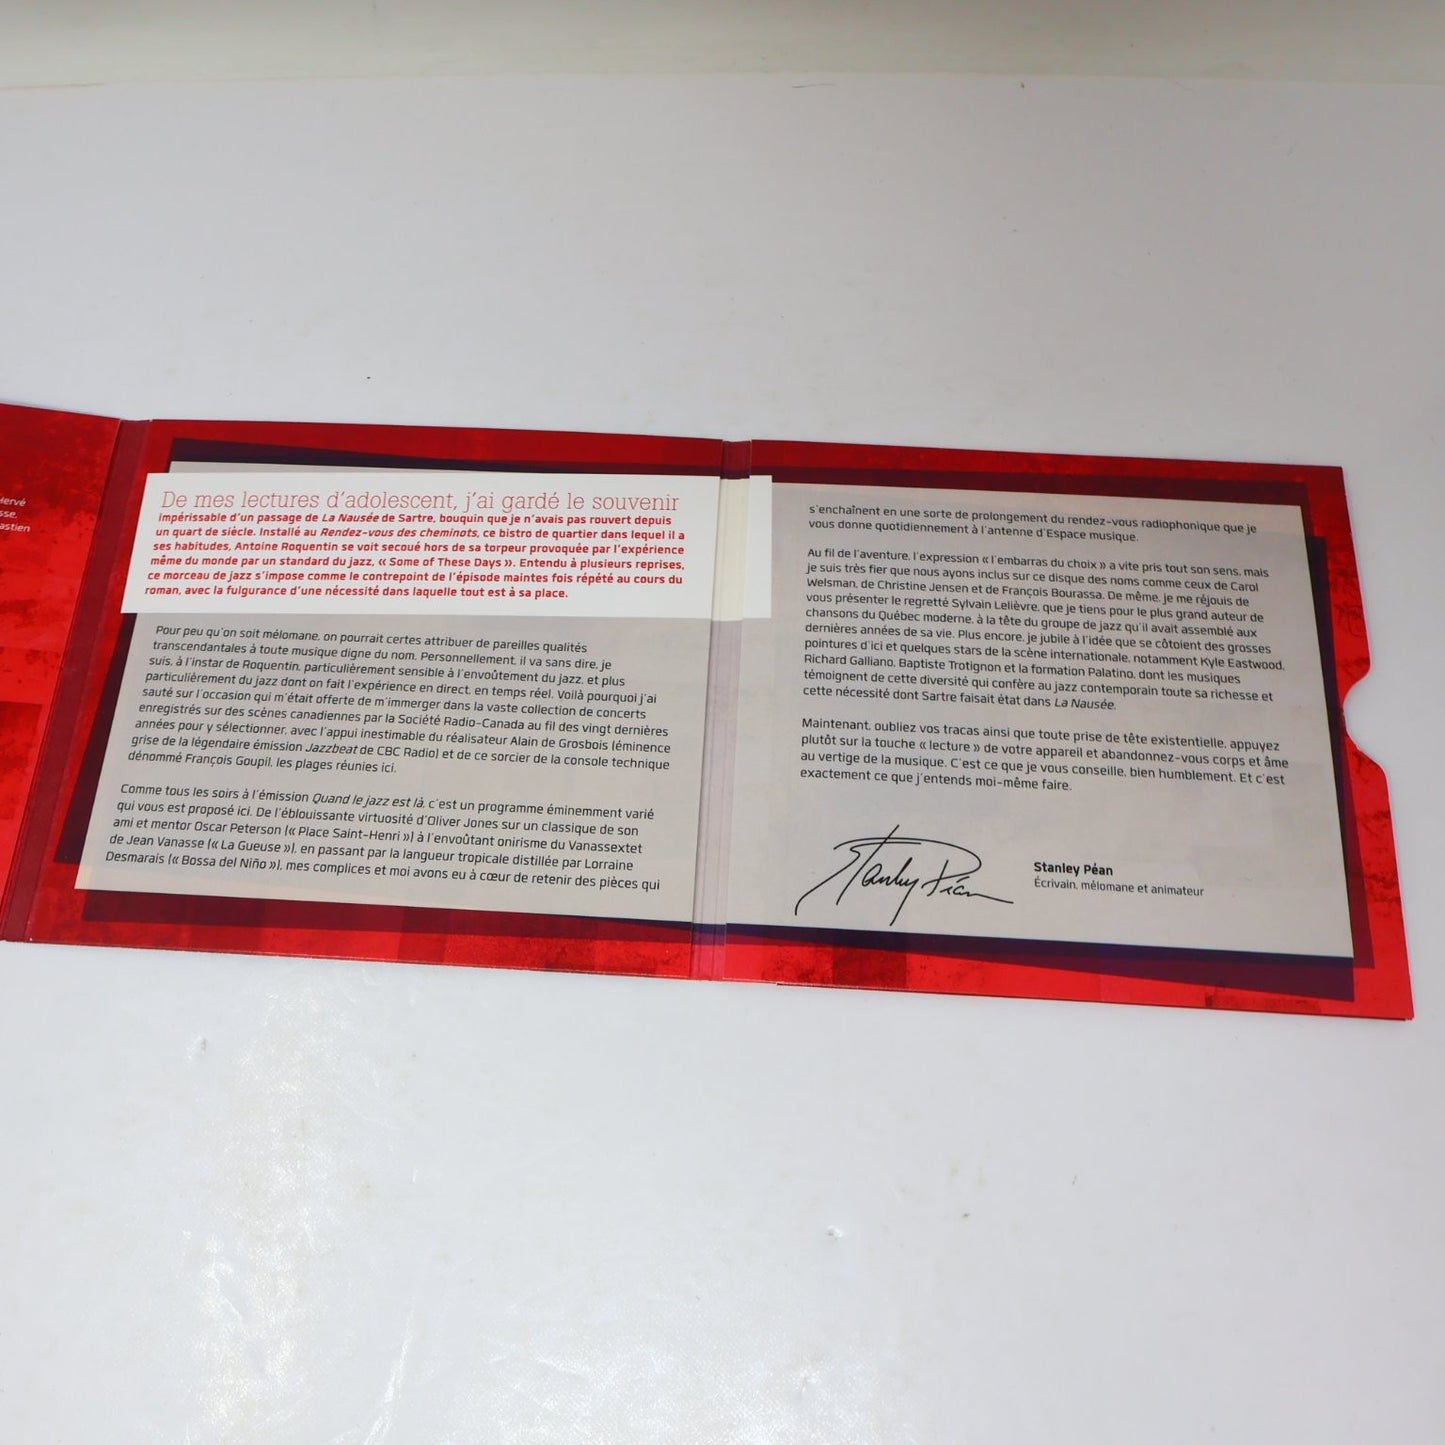 Hervé
sse,
astien
De mes lectures d'adolescent, j'ai gardé le souvenir
impérissable d'un passage de La Nausée de Sartre, bouquin que je n'avais pas rouvert depuis
un quart de siècle. Installé au Rendez-vous des cheminots, ce bistro de quartier dans lequel il a
ses habitudes, Antoine Roquentin se voit secoué hors de sa torpeur provoquée par l'expérience
même du monde par un standard du jazz, « Some of These Days ». Entendu à plusieurs reprises,
ce morceau de jazz s'impose comme le contrepoint de l'épisode maintes fois répété au cours du
roman, avec la fulgurance d'une nécessité dans laquelle tout est à sa place.
Pour peu qu'on soit mélomane, on pourrait certes attribuer de pareilles qualités
transcendantales à toute musique digne du nom. Personnellement, il va sans dire, je
suis, à l'instar de Roquentin, particulièrement sensible à l'envoûtement du jazz, et plus
particulièrement du jazz dont on fait l'expérience en direct, en temps réel. Voilà pourquoi j'ai
sauté sur l'occasion qui m'était offerte de m'immerger dans la vaste collection de concerts
enregistrés sur des scènes canadiennes par la Société Radio-Canada au fil des vingt dernières
années pour y sélectionner, avec l'appui inestimable du réalisateur Alain de Grosbois (éminence
grise de la légendaire émission Jazzbeat de CBC Radio) et de ce sorcier de la console technique
dénommé François Goupil, les plages réunies ici.
Comme tous les soirs à l'émission Quand le jazz est là, c'est un programme éminemment varié
qui vous est proposé ici. De l'éblouissante virtuosité d'Oliver Jones sur un classique de son
ami et mentor Oscar Peterson (« Place Saint-Henri ») à l'envoûtant onirisme du Vanassextet
de Jean Vanasse (« La Gueuse »), en passant par la langueur tropicale distillée par Lorraine
Desmarais (« Bossa del Niño »), mes complices et moi avons eu à cœur de retenir des pièces qui
s'enchaînent en une sorte de prolongement du rendez-vous radiophonique que je
vous donne quotidiennement à l'antenne d'Espace musique.
Au fil de l'aventure, l'expression « l'embarras du choix » a vite pris tout son sens, mais
je suis très fier que nous ayons inclus sur ce disque des noms comme ceux de Carol
Welsman, de Christine Jensen et de François Bourassa. De même, je me réjouis de
vous présenter le regretté Sylvain Lelièvre, que je tiens pour le plus grand auteur de
chansons du Québec moderne, à la tête du groupe de jazz qu'il avait assemblé aux
dernières années de sa vie. Plus encore, je jubile à l'idée que se côtoient des grosses
pointures d'ici et quelques stars de la scène internationale, notamment Kyle Eastwood,
Richard Galliano, Baptiste Trotignon et la formation Palatino, dont les musiques
témoignent de cette diversité qui confère au jazz contemporain toute sa richesse et
cette nécessité dont Sartre faisait état dans La Nausée.
Maintenant, oubliez vos tracas ainsi que toute prise de tête existentielle, appuyez
plutôt sur la touche « lecture » de votre appareil et abandonnez-vous corps et âme
au vertige de la musique. C'est ce que je vous conseille, bien humblement. Et c'est
exactement ce que j'entends moi-même faire.
Stanley Péan
Stanley Péan
Écrivain, mélomane et animateur